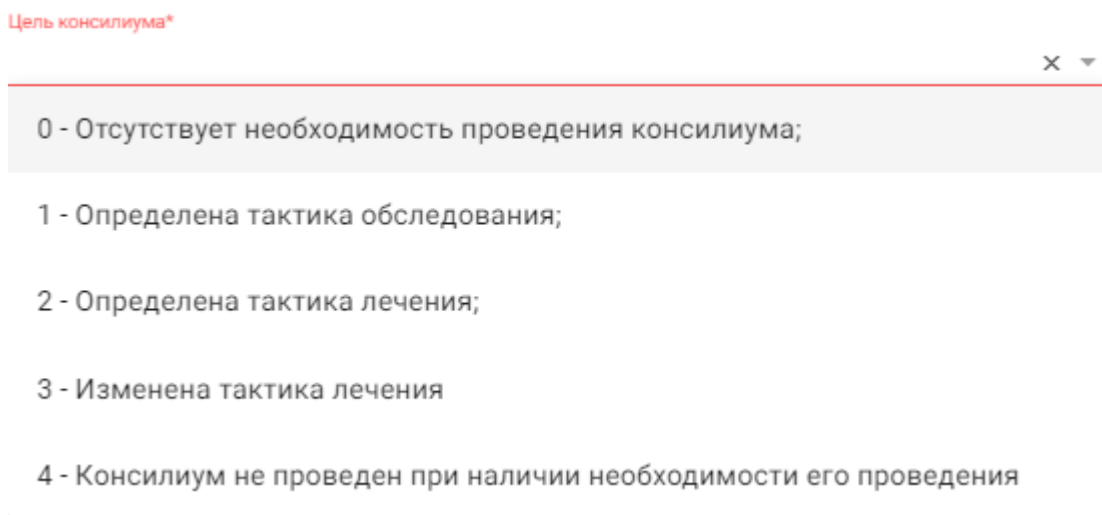 Цель консилиума*
0 - Отсутствует необходимость проведения консилиума;
1 - Определена тактика обследования;
2 - Определена тактика лечения;
3 - Изменена тактика лечения
4 - Консилиум не проведен при наличии необходимости его проведения